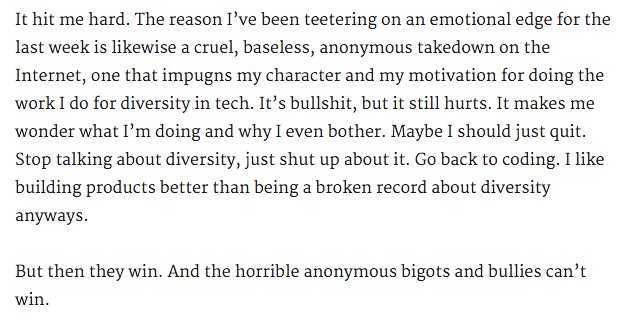 It hit me hard. The reason I’ve been teetering on an emotional edge for the
last week is likewise a cruel, baseless, anonymous takedown on the
Internet, one that impugns my character and my motivation for doing the
work I do for diversity in tech. It’s bullshit, but it still hurts. It makes me
wonder what I’m doing and why I even bother. Maybe I should just quit.
Stop talking about diversity, just shut up about it. Go back to coding. I like
building products better than being a broken record about diversity
anyways.
But then they win. And the horrible anonymous bigots and bullies can’t
win.